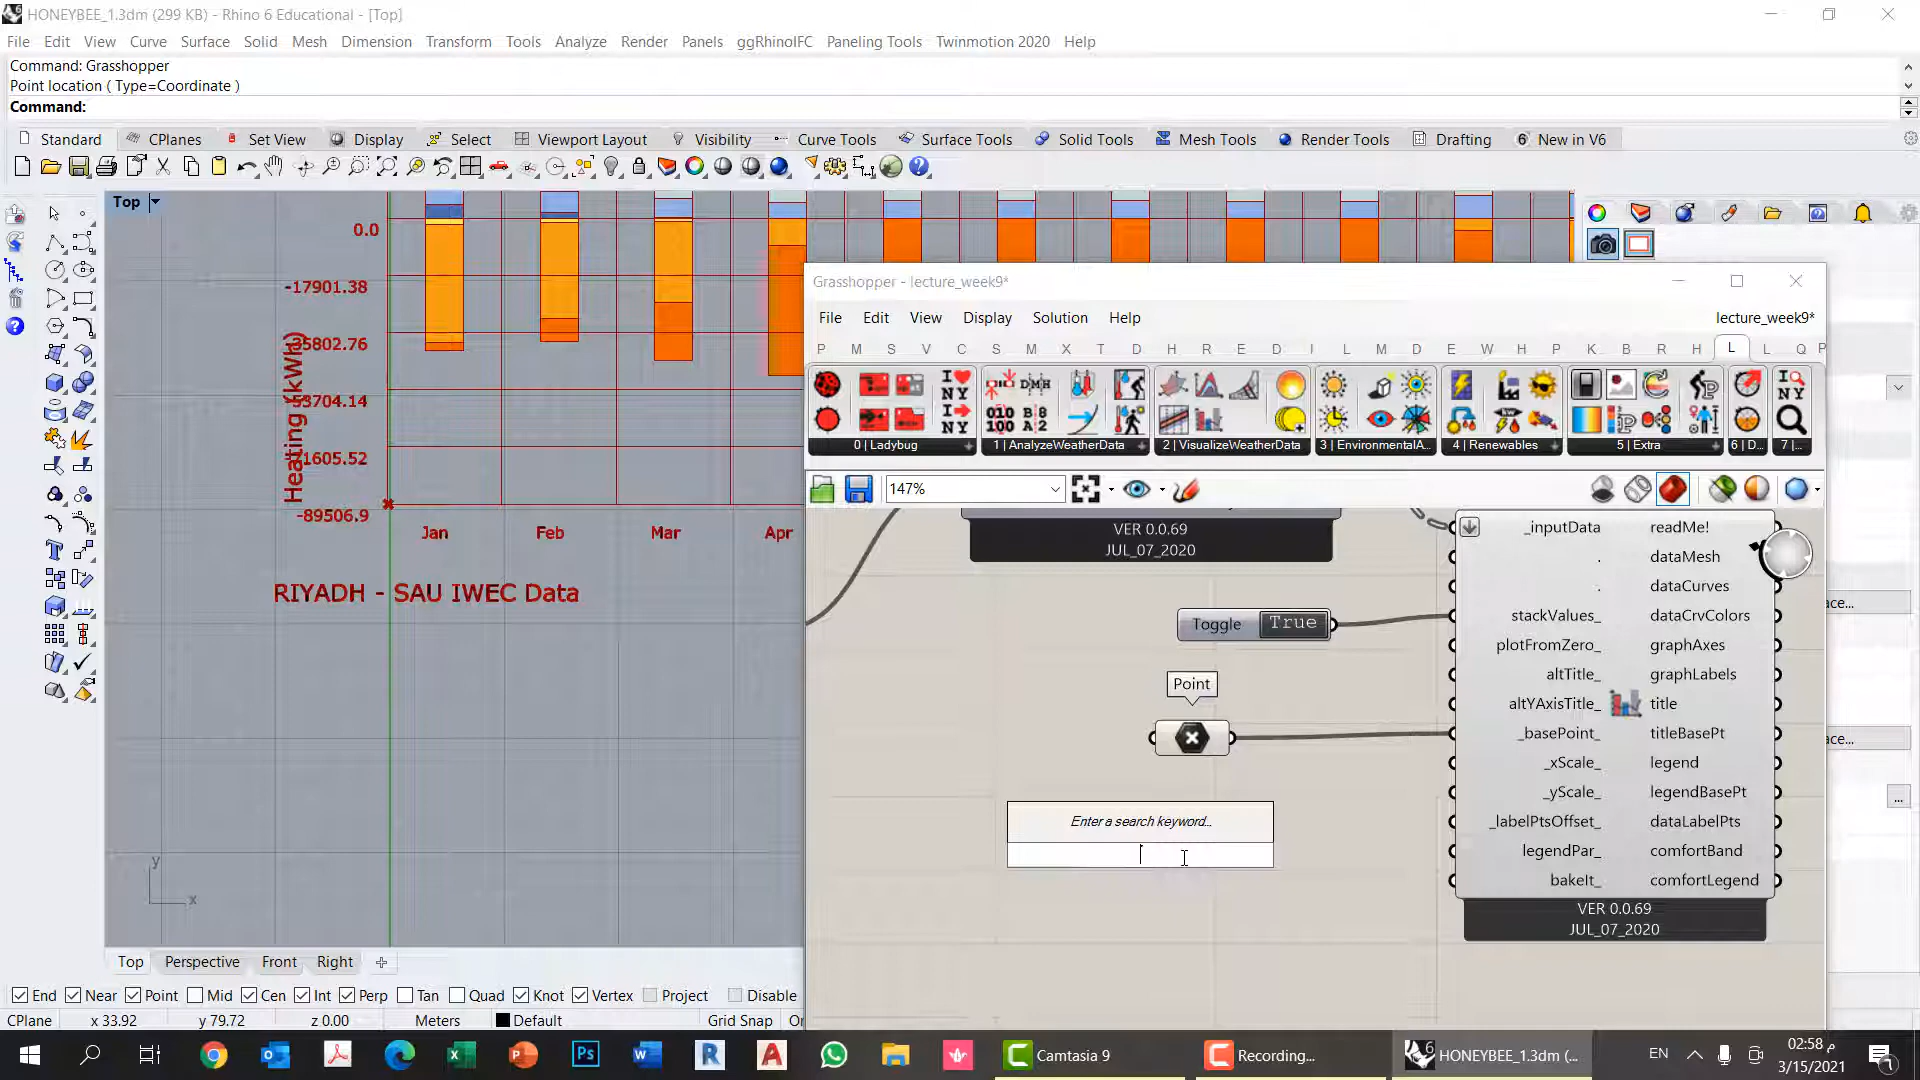 HONEYBEE_1.3dm (299 KB) - Rhino 6 Educational - [Top]
File Edit View Curve Surface Solid Mesh Dimension Transform Tools Analyze Render Panels ggRhinoIFC Paneling Tools Twinmotion 2020 Help
Command: Grasshopper
Point location ( Type=Coordinate )
Command:
Standard CPlanes Set View Display Select Viewport Layout Visibility Curve Tools Surface Tools Solid Tools Mesh Tools Render Tools Drafting New in V6
Top
0.0
-17901.38
35802.76
53704.14
71605.52
-89506.9
Heating (kWh)
Jan Feb Mar Apr
RIYADH - SAU IWEC Data
y
x
Grasshopper - lecture_week9*
File Edit View Display Solution Help
lecture_week9*
P M S V C S M X T D H R E D I L M D E W H P K B R H L L Q P
0 | Ladybug
1 | AnalyzeWeatherData
2 | VisualizeWeatherData
3 | EnvironmentalA...
4 | Renewables
5 | Extra
6 | D...
7 |...
147%
VER 0.0.69
JUL_07_2020
Toggle True
Point
Enter a search keyword...
_inputData readMe!
. dataMesh
. dataCurves
stackValues_ dataCrvColors
plotFromZero_ graphAxes
altTitle_ graphLabels
altYAxisTitle_ title
_basePoint_ titleBasePt
_xScale_ legend
_yScale_ legendBasePt
_labelPtsOffset_ dataLabelPts
legendPar_ comfortBand
bakeIt_ comfortLegend
VER 0.0.69
JUL_07_2020
ace...
ace...
...
Top Perspective Front Right
End Near Point Mid Cen Int Perp Tan Quad Knot Vertex Project Disable
CPlane x 33.92 y 79.72 z 0.00 Meters Default Grid Snap Or
Camtasia 9
Recording...
HONEYBEE_1.3dm (...
EN
02:58 م
3/15/2021